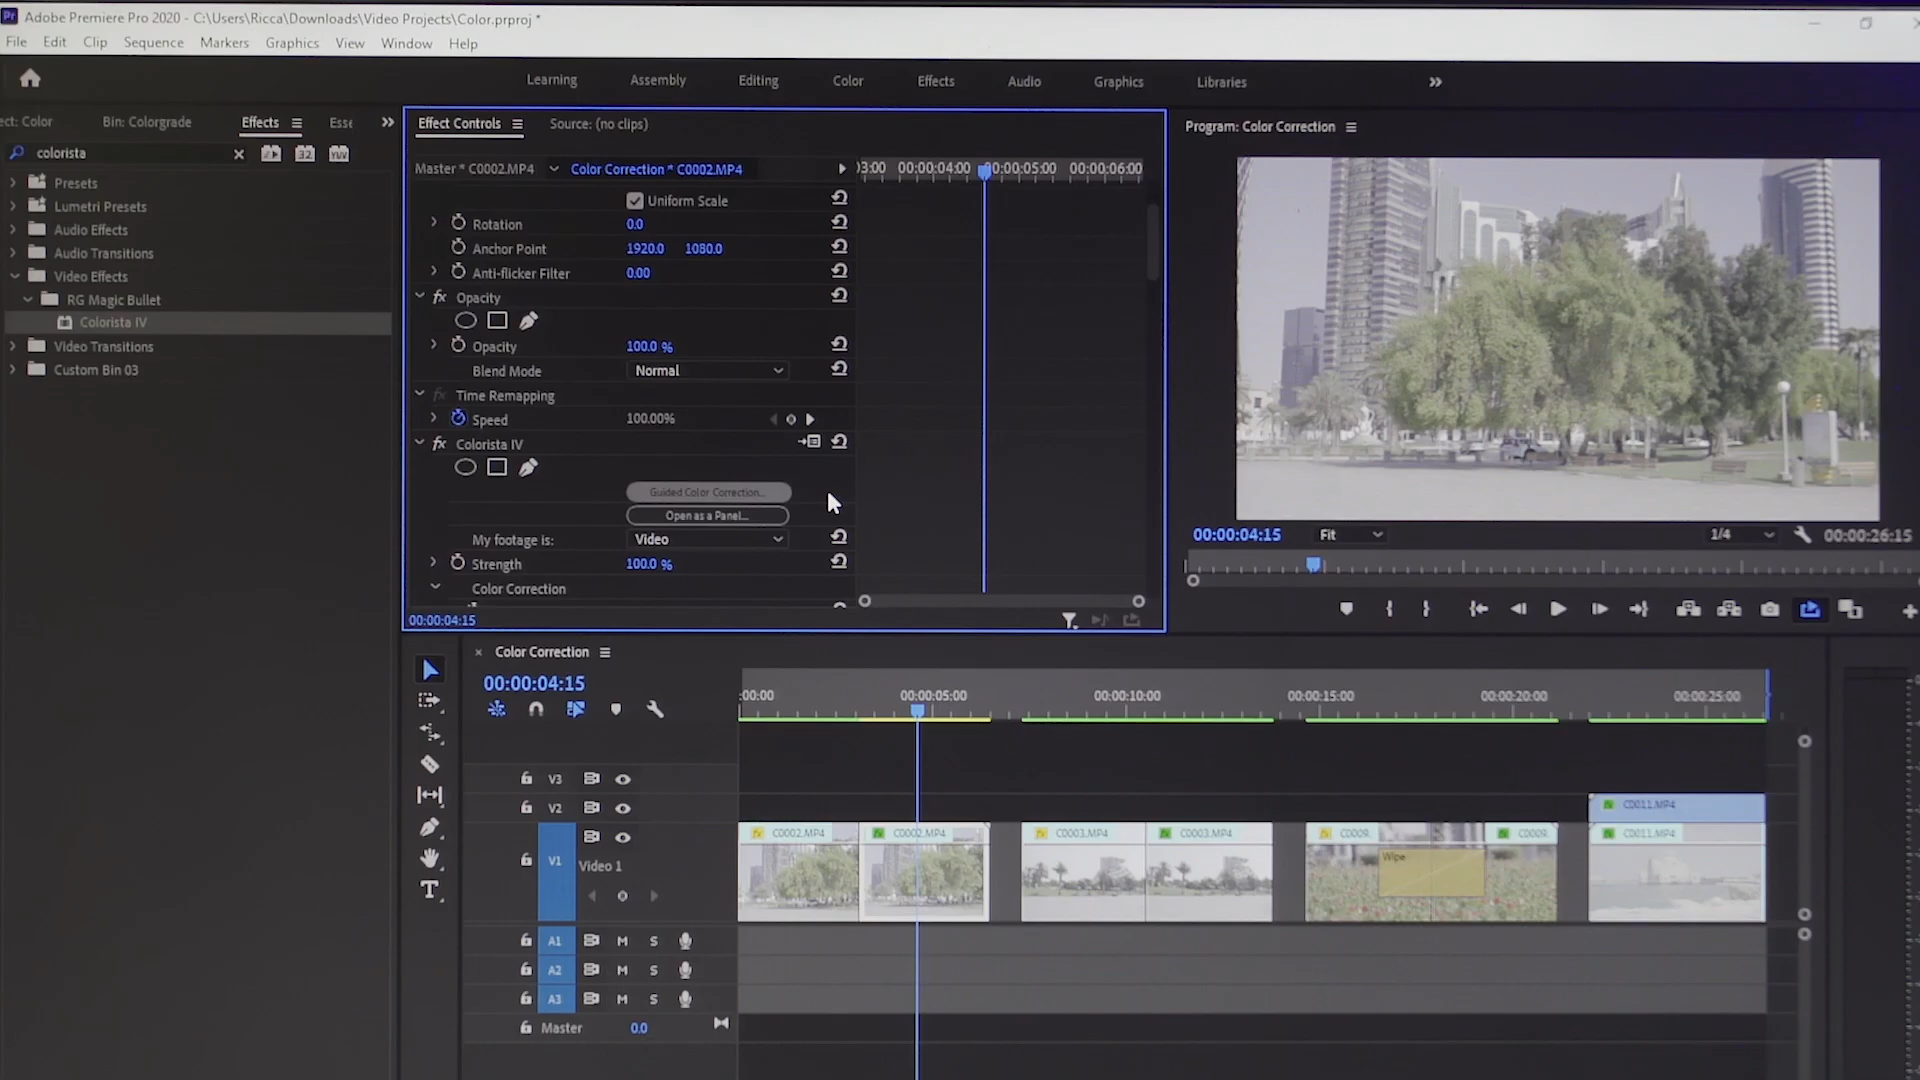 Adobe Premiere Pro 2020 - C:\Users\Ricca\Downloads\Video Projects\Color.prproj *
File Edit Clip Sequence Markers Graphics View Window Help
Learning Assembly Editing Color Effects Audio Graphics Libraries
ect: Color Bin: Colorgrade Effects Esse
colorista
Presets
Lumetri Presets
Audio Effects
Audio Transitions
Video Effects
RG Magic Bullet
Colorista IV
Video Transitions
Custom Bin 03
Effect Controls Source: (no clips)
Master * C0002.MP4 Color Correction * C0002.MP4
3:00 00:00:04:00 00:00:05:00 00:00:06:00
Uniform Scale
Rotation 0.0
Anchor Point 1920.0 1080.0
Anti-flicker Filter 0.00
fx Opacity
Opacity 100.0 %
Blend Mode Normal
fx Time Remapping
Speed 100.00%
fx Colorista IV
Guided Color Correction...
Open as a Panel...
My footage is: Video
Strength 100.0 %
Color Correction
00:00:04:15
Program: Color Correction
00:00:04:15 Fit 1/4 00:00:26:15
Color Correction
00:00:04:15
:00:00 00:00:05:00 00:00:10:00 00:00:15:00 00:00:20:00 00:00:25:00
V3
V2
C0011.MP4
V1 Video 1
C0002.MP4 C0002.MP4 C0003.MP4 C0003.MP4 C0009. C0009. C0011.MP4
Wipe
A1 M S
A2 M S
A3 M S
Master 0.0